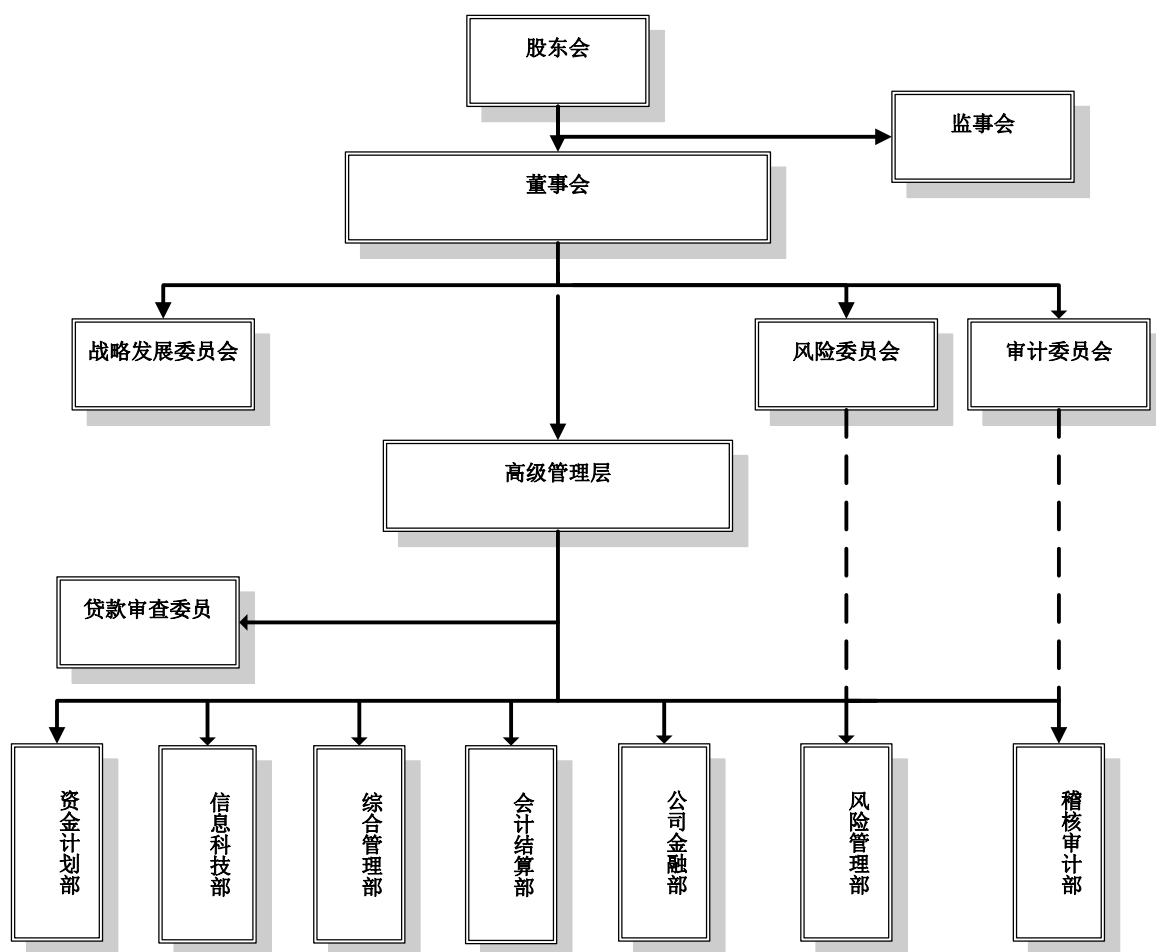 股东会
监事会
董事会
战略发展委员会
风险委员会
审计委员会
高级管理层
贷款审查委员
资金计划部
信息科技部
综合管理部
会计结算部
公司金融部
风险管理部
稽核审计部